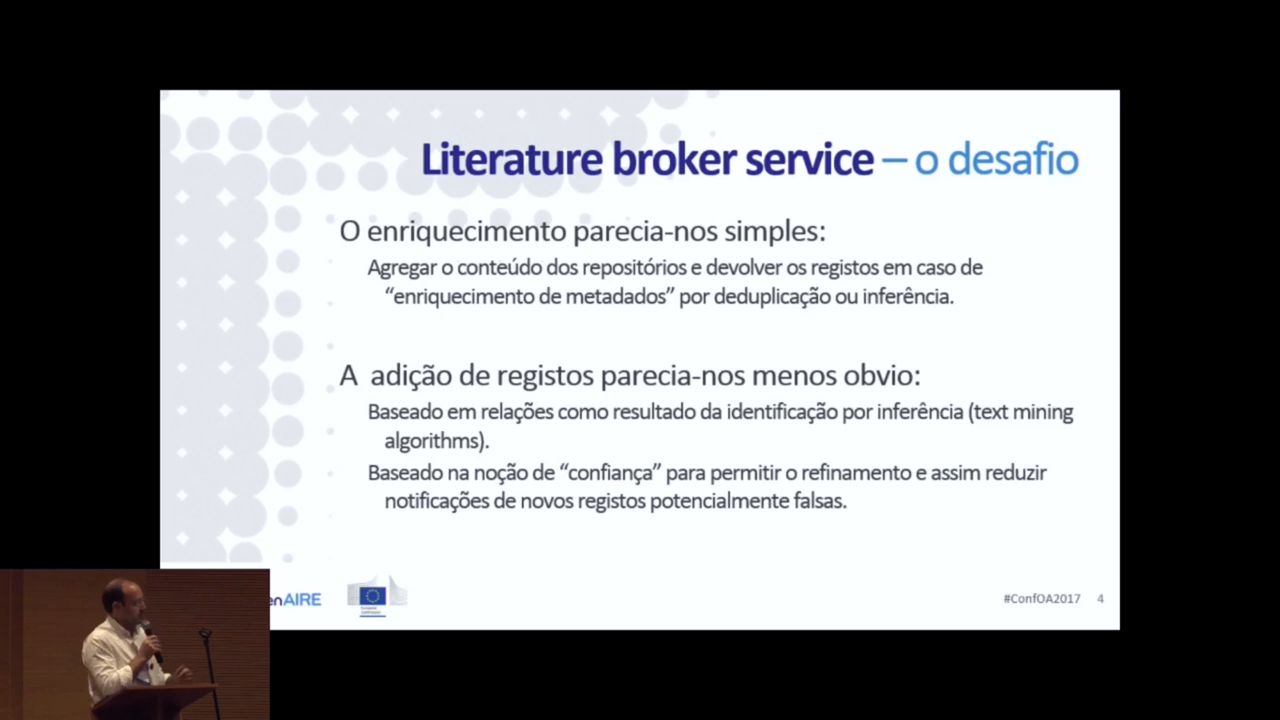 Literature broker service – o desafio
O enriquecimento parecia-nos simples:
Agregar o conteúdo dos repositórios e devolver os registos em caso de
“enriquecimento de metadados” por deduplicação ou inferência.
A adição de registos parecia-nos menos obvio:
Baseado em relações como resultado da identificação por inferência (text mining
algorithms).
Baseado na noção de “confiança” para permitir o refinamento e assim reduzir
notificações de novos registos potencialmente falsas.
enAIRE
#ConfOA2017 4